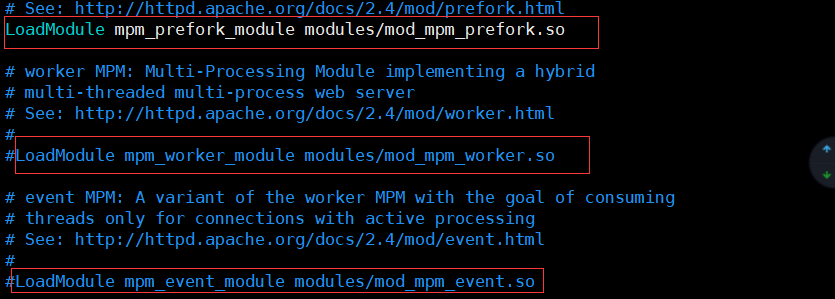 # See: http://httpd.apache.org/docs/2.4/mod/prefork.html
LoadModule mpm_prefork_module modules/mod_mpm_prefork.so
# worker MPM: Multi-Processing Module implementing a hybrid
# multi-threaded multi-process web server
# See: http://httpd.apache.org/docs/2.4/mod/worker.html
#
#LoadModule mpm_worker_module modules/mod_mpm_worker.so
# event MPM: A variant of the worker MPM with the goal of consuming
# threads only for connections with active processing
# See: http://httpd.apache.org/docs/2.4/mod/event.html
#
#LoadModule mpm_event_module modules/mod_mpm_event.so